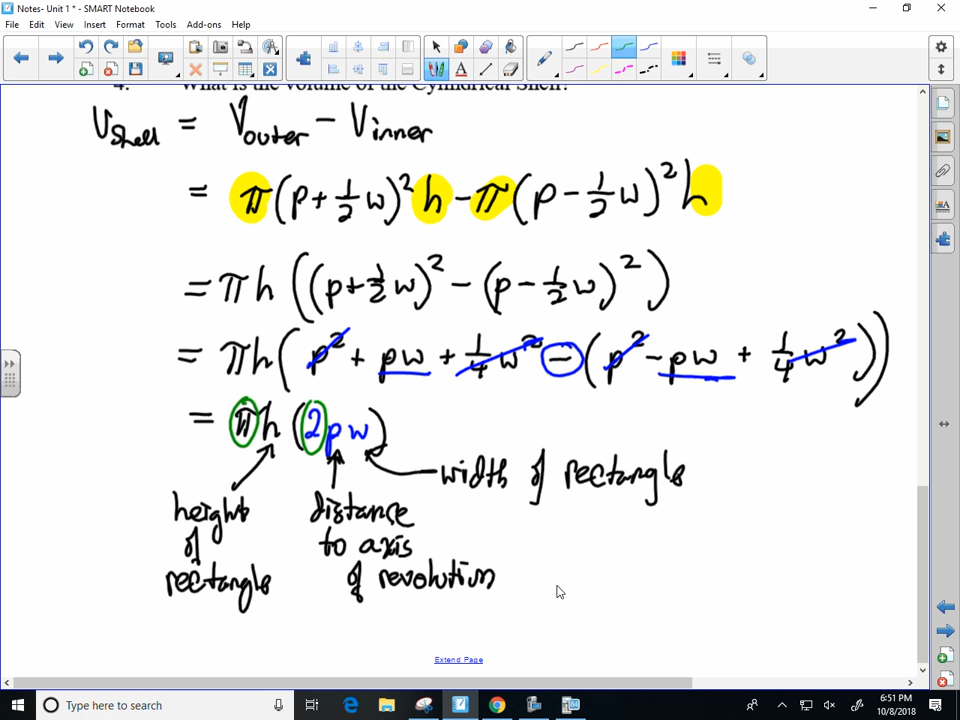 Notes- Unit 1 * - SMART Notebook
File Edit View Insert Format Tools Add-ons Help
4. What is the volume of the Cylindrical Shell?
V_Shell = V_outer - V_inner
= π(p+½w)²h - π(p-½w)²h
= πh((p+½w)² - (p-½w)²)
= πh(p² + pw + ¼w² - (p² - pw + ¼w²))
= πh(2pw)
width of rectangle
height of rectangle
distance to axis of revolution
Extend Page
Type here to search
6:51 PM
10/8/2018